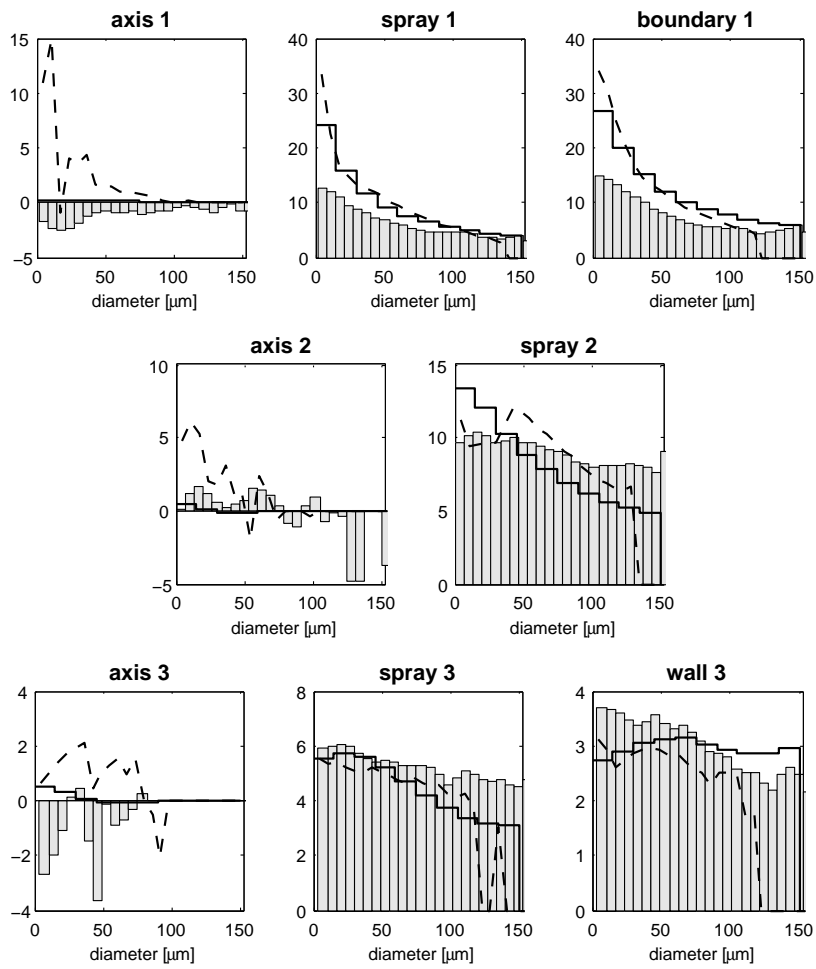 axis 1
spray 1
boundary 1
15
10
5
0
−5
0 50 100 150
diameter [µm]
40
30
20
10
0
0 50 100 150
diameter [µm]
40
30
20
10
0
0 50 100 150
diameter [µm]
axis 2
spray 2
10
5
0
−5
0 50 100 150
diameter [µm]
15
10
5
0
0 50 100 150
diameter [µm]
axis 3
spray 3
wall 3
4
2
0
−2
−4
0 50 100 150
diameter [µm]
8
6
4
2
0
0 50 100 150
diameter [µm]
4
3
2
1
0
0 50 100 150
diameter [µm]